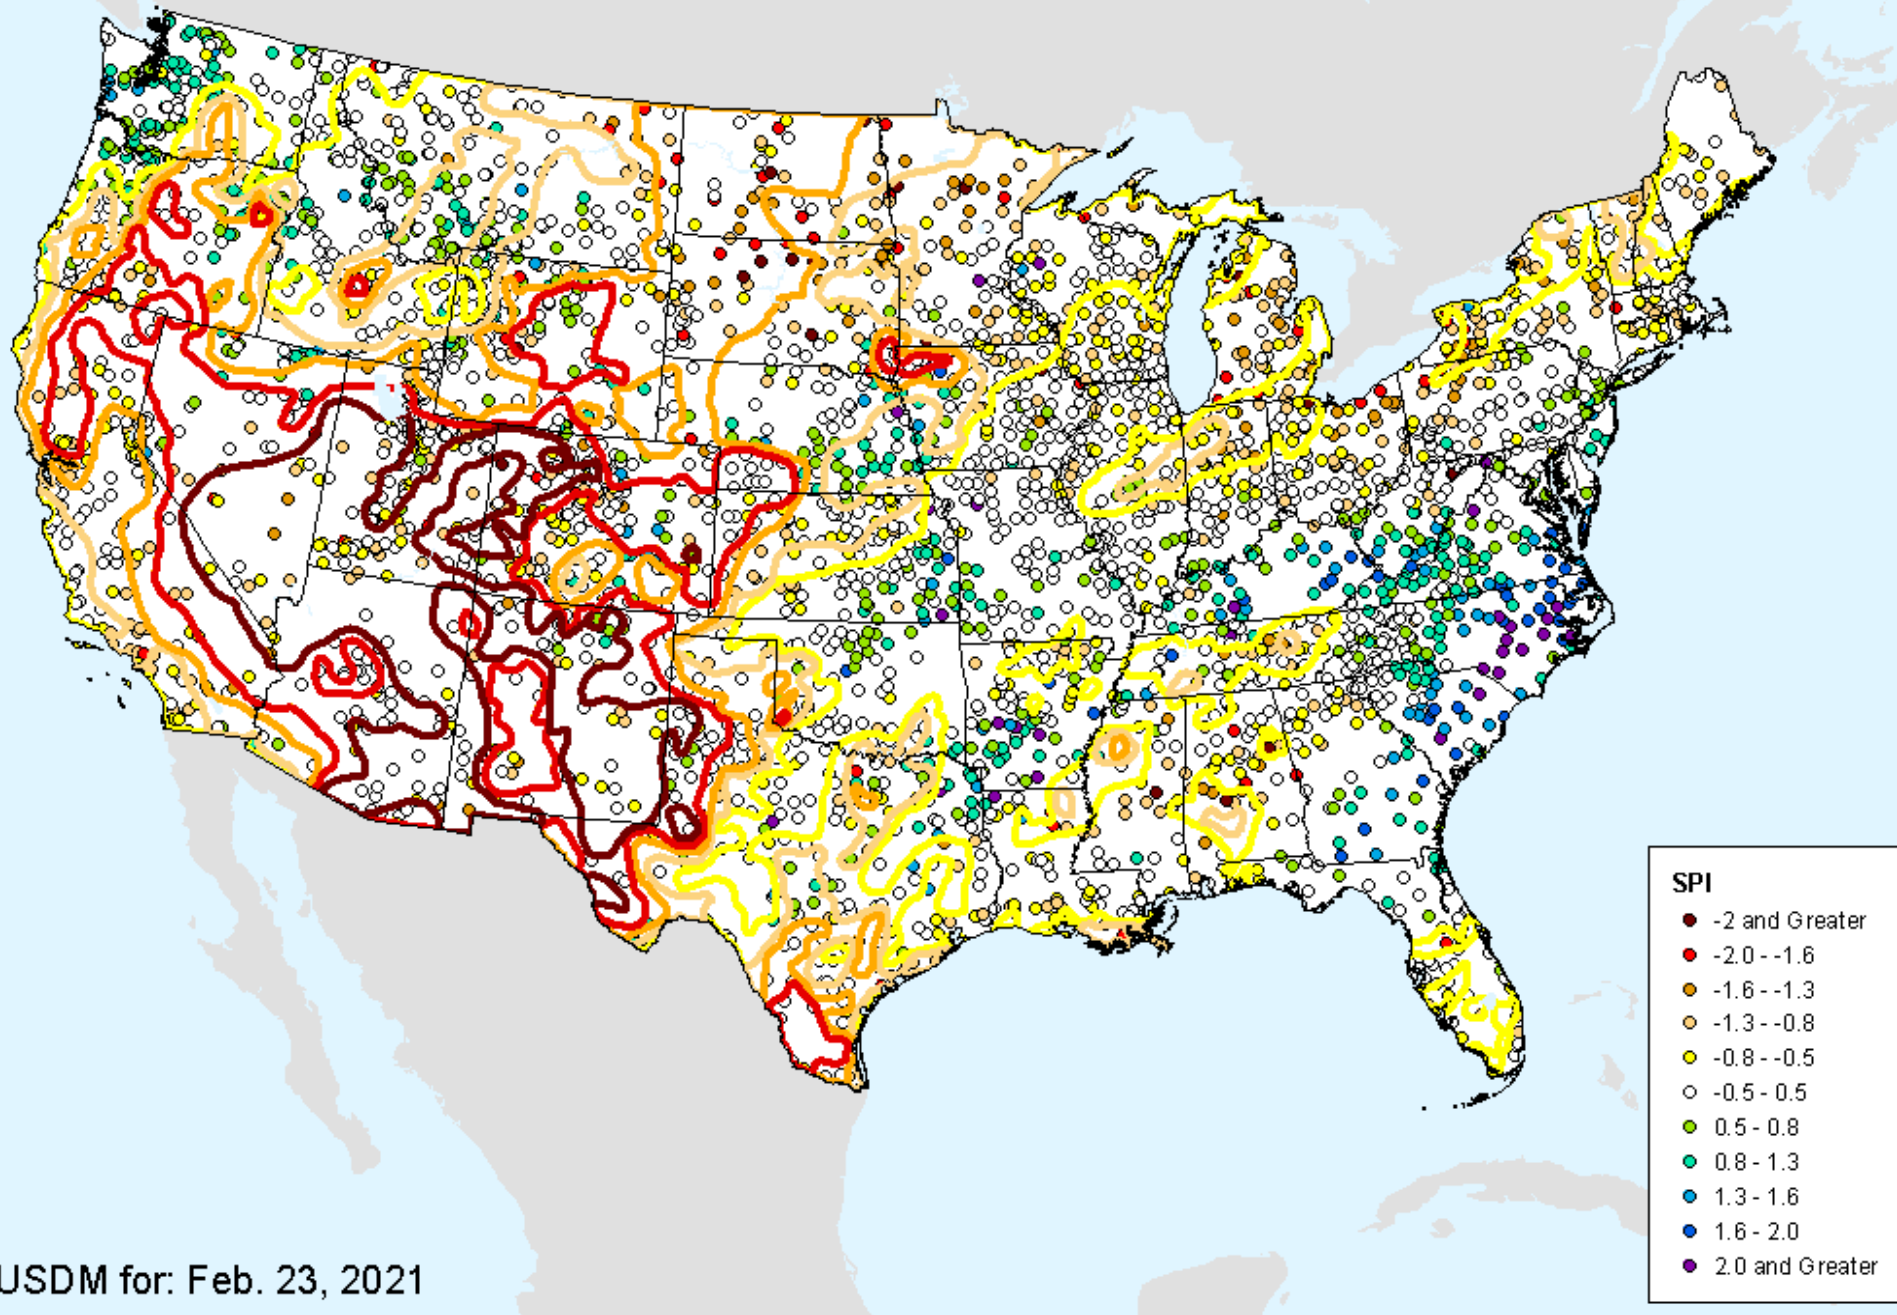 SPI
-2 and Greater
-2.0 - -1.6
-1.6 - -1.3
-1.3 - -0.8
-0.8 - -0.5
-0.5 - 0.5
0.5 - 0.8
0.8 - 1.3
1.3 - 1.6
1.6 - 2.0
2.0 and Greater
USDM for: Feb. 23, 2021